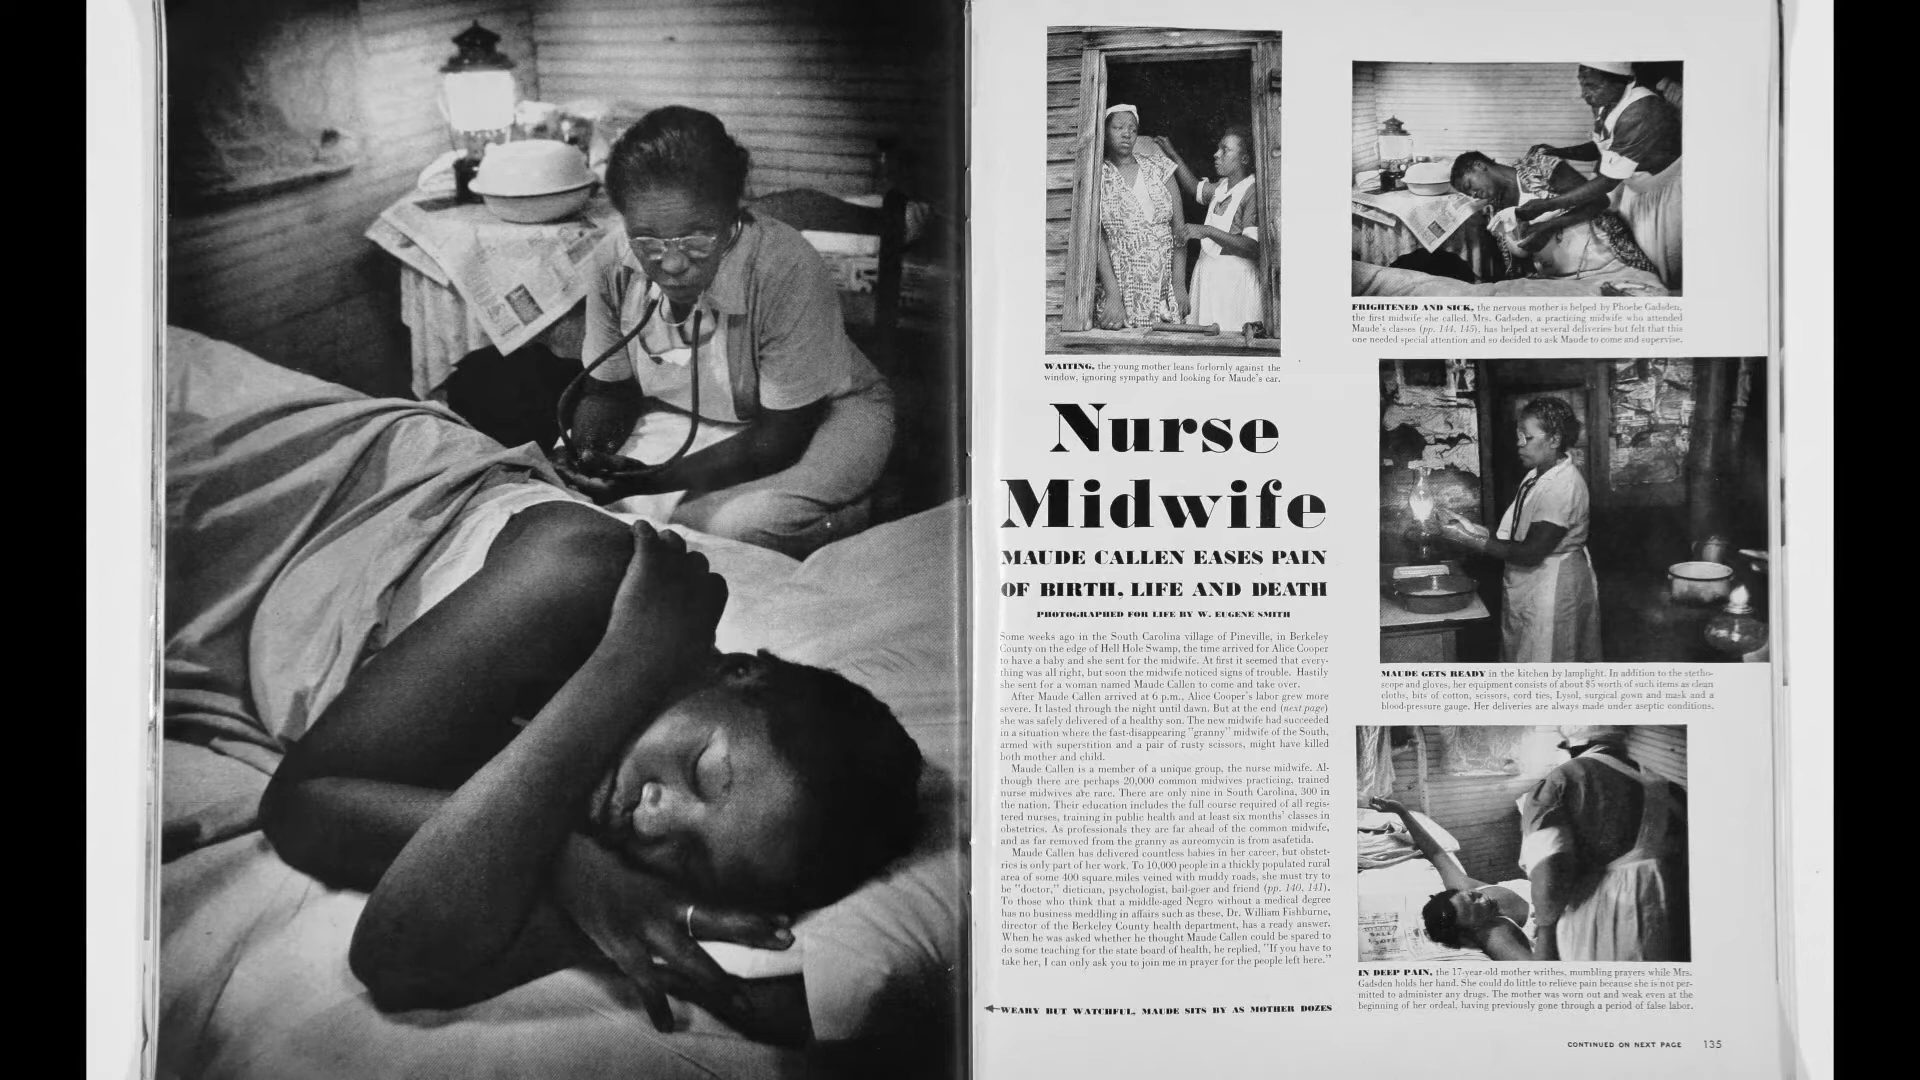 WAITING, the young mother leans forlornly against the
window, ignoring sympathy and looking for Maude's car.
Nurse
Midwife
MAUDE CALLEN EASES PAIN
OF BIRTH, LIFE AND DEATH
PHOTOGRAPHED FOR LIFE BY W. EUGENE SMITH
Some weeks ago in the South Carolina village of Pineville, in Berkeley
County on the edge of Hell Hole Swamp, the time arrived for Alice Cooper
to have a baby and she sent for the midwife. At first it seemed that every-
thing was all right, but soon the midwife noticed signs of trouble. Hastily
she sent for a woman named Maude Callen to come and take over.
After Maude Callen arrived at 6 p.m., Alice Cooper's labor grew more
severe. It lasted through the night until dawn. But at the end (next page)
she was safely delivered of a healthy son. The new midwife had succeeded
in a situation where the fast-disappearing "granny" midwife of the South,
armed with superstition and a pair of rusty scissors, might have killed
both mother and child.
Maude Callen is a member of a unique group, the nurse midwife. Al-
though there are perhaps 20,000 common midwives practicing, trained
nurse midwives are rare. There are only nine in South Carolina, 300 in
the nation. Their education includes the full course required of all regis-
tered nurses, training in public health and at least six months' classes in
obstetrics. As professionals they are far ahead of the common midwife,
and as far removed from the granny as aureomycin is from asafetida.
Maude Callen has delivered countless babies in her career, but obstet-
rics is only part of her work. To 10,000 people in a thickly populated rural
area of some 400 square miles veined with muddy roads, she must try to
be "doctor," dietician, psychologist, bail-goer and friend (pp. 140, 141).
To those who think that a middle-aged Negro without a medical degree
has no business meddling in affairs such as these, Dr. William Fishburne,
director of the Berkeley County health department, has a ready answer.
When he was asked whether he thought Maude Callen could be spared to
do some teaching for the state board of health, he replied, "If you have to
take her, I can only ask you to join me in prayer for the people left here."
WEARY BUT WATCHFUL, MAUDE SITS BY AS MOTHER DOZES
FRIGHTENED AND SICK, the nervous mother is helped by Phoebe Gadsden,
the first midwife she called. Mrs. Gadsden, a practicing midwife who attended
Maude's classes (pp. 144, 145), has helped at several deliveries but felt that this
one needed special attention and so decided to ask Maude to come and supervise.
MAUDE GETS READY in the kitchen by lamplight. In addition to the stetho-
scope and gloves, her equipment consists of about $5 worth of such items as clean
cloths, bits of cotton, scissors, cord ties, Lysol, surgical gown and mask and a
blood-pressure gauge. Her deliveries are always made under aseptic conditions.
IN DEEP PAIN, the 17-year-old mother writhes, mumbling prayers while Mrs.
Gadsden holds her hand. She could do little to relieve pain because she is not per-
mitted to administer any drugs. The mother was worn out and weak even at the
beginning of her ordeal, having previously gone through a period of false labor.
CONTINUED ON NEXT PAGE 135